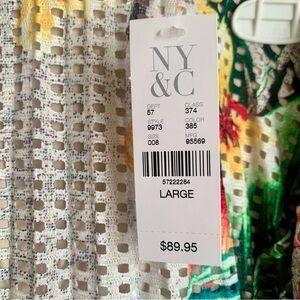 NY
&C
DEPT CLASS
57 374
STYLE COLOR
9973 385
SIZE MFG
008 95569
57222284
LARGE
$89.95